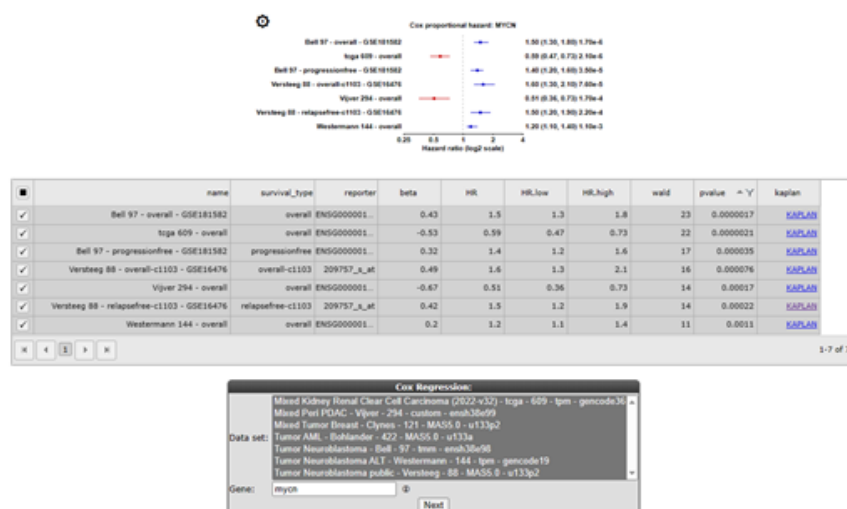 Cox proportional hazard: MYCN
Bell 97 - overall - GSE181582 1.50 (1.30, 1.80) 1.70e-6
tcga 609 - overall 0.59 (0.47, 0.73) 2.10e-6
Bell 97 - progressionfree - GSE181582 1.40 (1.20, 1.60) 3.50e-5
Versteeg 88 - overall-c1103 - GSE16476 1.60 (1.30, 2.10) 7.60e-5
Vijver 294 - overall 0.51 (0.36, 0.73) 1.70e-4
Versteeg 88 - relapsefree-c1103 - GSE16476 1.50 (1.20, 1.90) 2.20e-4
Westermann 144 - overall 1.20 (1.10, 1.40) 1.10e-3
0.25 0.5 1 2 4
Hazard ratio (log2 scale)
name survival_type reporter beta HR HR.low HR.high wald pvalue kaplan
Bell 97 - overall - GSE181582 overall ENSG000001... 0.43 1.5 1.3 1.8 23 0.0000017 KAPLAN
tcga 609 - overall overall ENSG000001... -0.53 0.59 0.47 0.73 22 0.0000021 KAPLAN
Bell 97 - progressionfree - GSE181582 progressionfree ENSG000001... 0.32 1.4 1.2 1.6 17 0.000035 KAPLAN
Versteeg 88 - overall-c1103 - GSE16476 overall-c1103 209757_s_at 0.49 1.6 1.3 2.1 16 0.000076 KAPLAN
Vijver 294 - overall overall ENSG000001... -0.67 0.51 0.36 0.73 14 0.00017 KAPLAN
Versteeg 88 - relapsefree-c1103 - GSE16476 relapsefree-c1103 209757_s_at 0.42 1.5 1.2 1.9 14 0.00022 KAPLAN
Westermann 144 - overall overall ENSG000001... 0.2 1.2 1.1 1.4 11 0.0011 KAPLAN
1 1-7 of
Cox Regression:
Mixed Kidney Renal Clear Cell Carcinoma (2022-v32) - tcga - 609 - tpm - gencode36
Mixed Peri PDAC - Vijver - 294 - custom - ensh38e99
Mixed Tumor Breast - Clynes - 121 - MAS5.0 - u133p2
Data set: Tumor AML - Bohlander - 422 - MAS5.0 - u133a
Tumor Neuroblastoma - Bell - 97 - tmm - ensh38e98
Tumor Neuroblastoma ALT - Westermann - 144 - tpm - gencode19
Tumor Neuroblastoma public - Versteeg - 88 - MAS5.0 - u133p2
Gene: mycn
Next